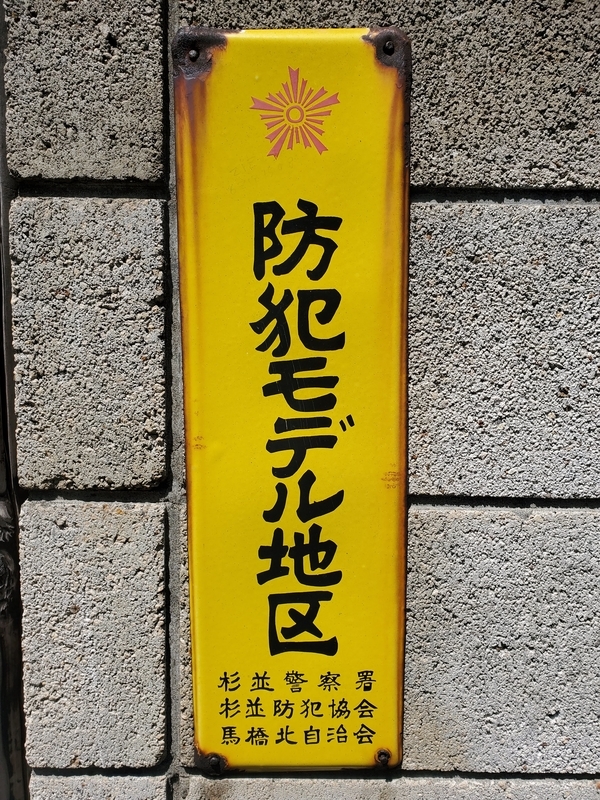 防犯モデル地区
杉並警察署
杉並防犯協会
馬橋北自治会